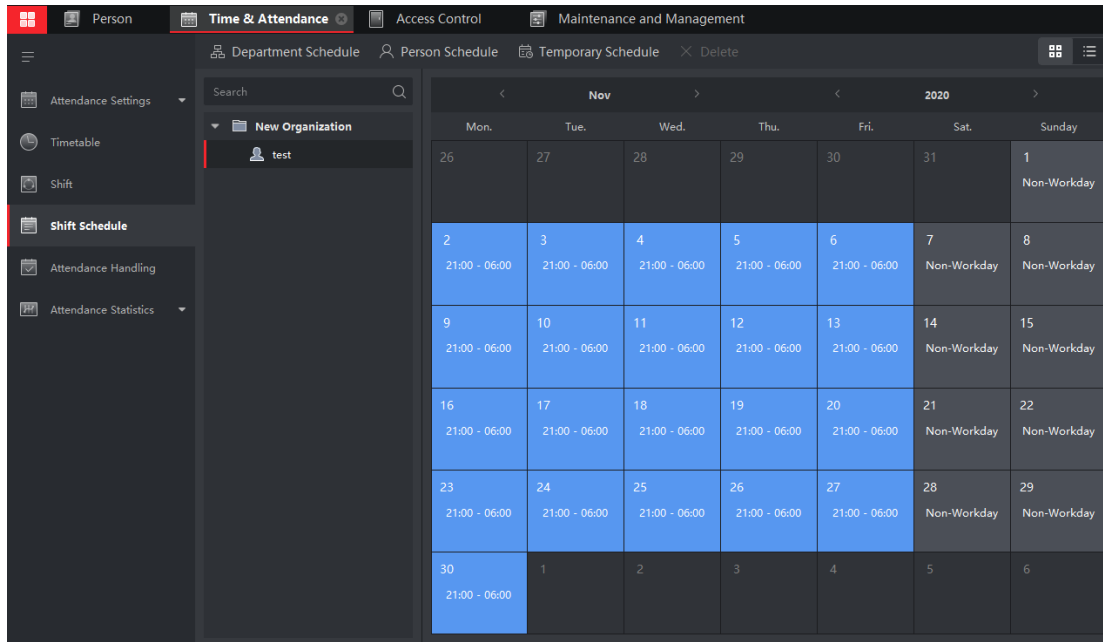 Person Time & Attendance Access Control Maintenance and Management
Department Schedule Person Schedule Temporary Schedule Delete
Attendance Settings
Timetable
Shift
Shift Schedule
Attendance Handling
Attendance Statistics
Search
New Organization
test
Nov 2020
Mon. Tue. Wed. Thu. Fri. Sat. Sunday
26 27 28 29 30 31 1
Non-Workday
2 3 4 5 6 7 8
21:00 - 06:00 21:00 - 06:00 21:00 - 06:00 21:00 - 06:00 21:00 - 06:00 Non-Workday Non-Workday
9 10 11 12 13 14 15
21:00 - 06:00 21:00 - 06:00 21:00 - 06:00 21:00 - 06:00 21:00 - 06:00 Non-Workday Non-Workday
16 17 18 19 20 21 22
21:00 - 06:00 21:00 - 06:00 21:00 - 06:00 21:00 - 06:00 21:00 - 06:00 Non-Workday Non-Workday
23 24 25 26 27 28 29
21:00 - 06:00 21:00 - 06:00 21:00 - 06:00 21:00 - 06:00 21:00 - 06:00 Non-Workday Non-Workday
30 1 2 3 4 5 6
21:00 - 06:00